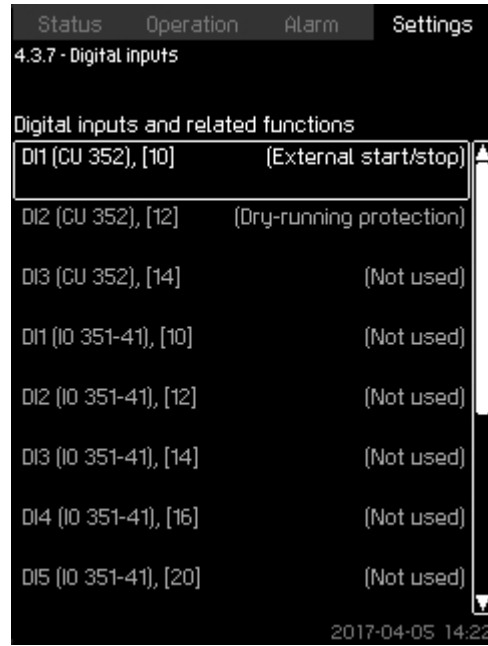 Status Operation Alarm Settings
4.3.7 - Digital inputs
Digital inputs and related functions
DI1 (CU 352), [10] (External start/stop)
DI2 (CU 352), [12] (Dry-running protection)
DI3 (CU 352), [14] (Not used)
DI1 (IO 351-41), [10] (Not used)
DI2 (IO 351-41), [12] (Not used)
DI3 (IO 351-41), [14] (Not used)
DI4 (IO 351-41), [16] (Not used)
DI5 (IO 351-41), [20] (Not used)
2017-04-05 14:22